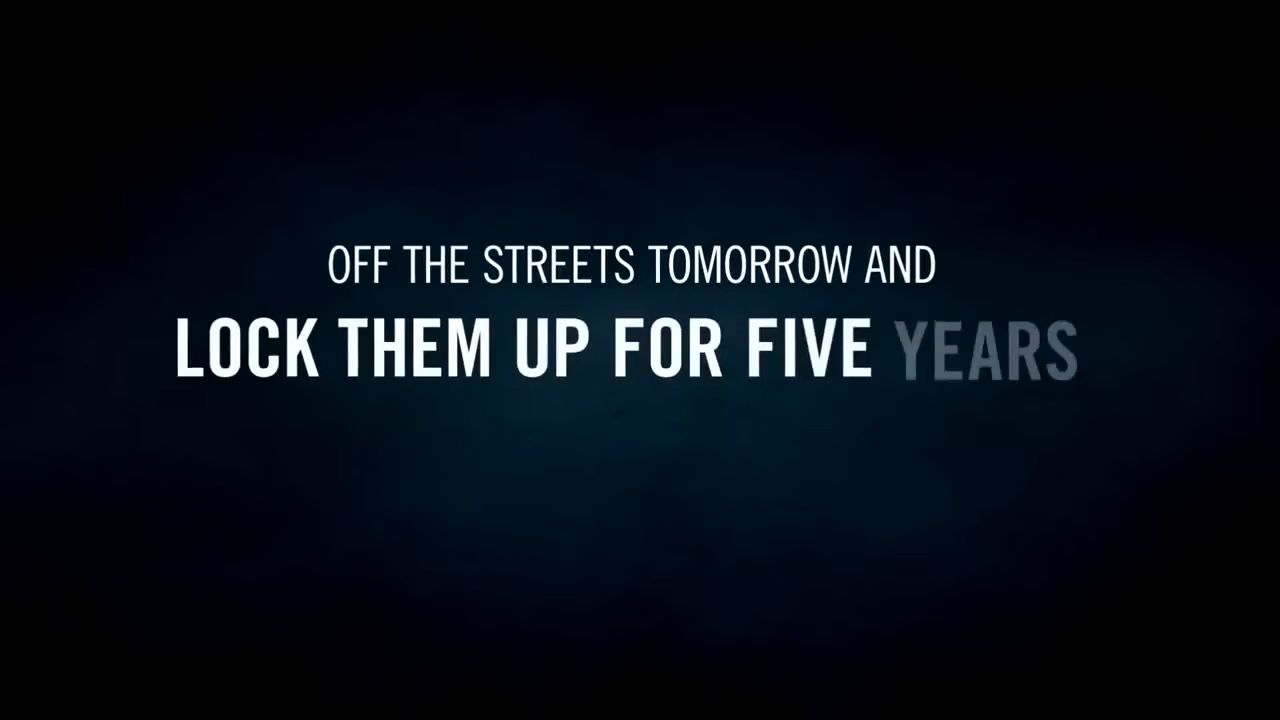 OFF THE STREETS TOMORROW AND
LOCK THEM UP FOR FIVE YEARS